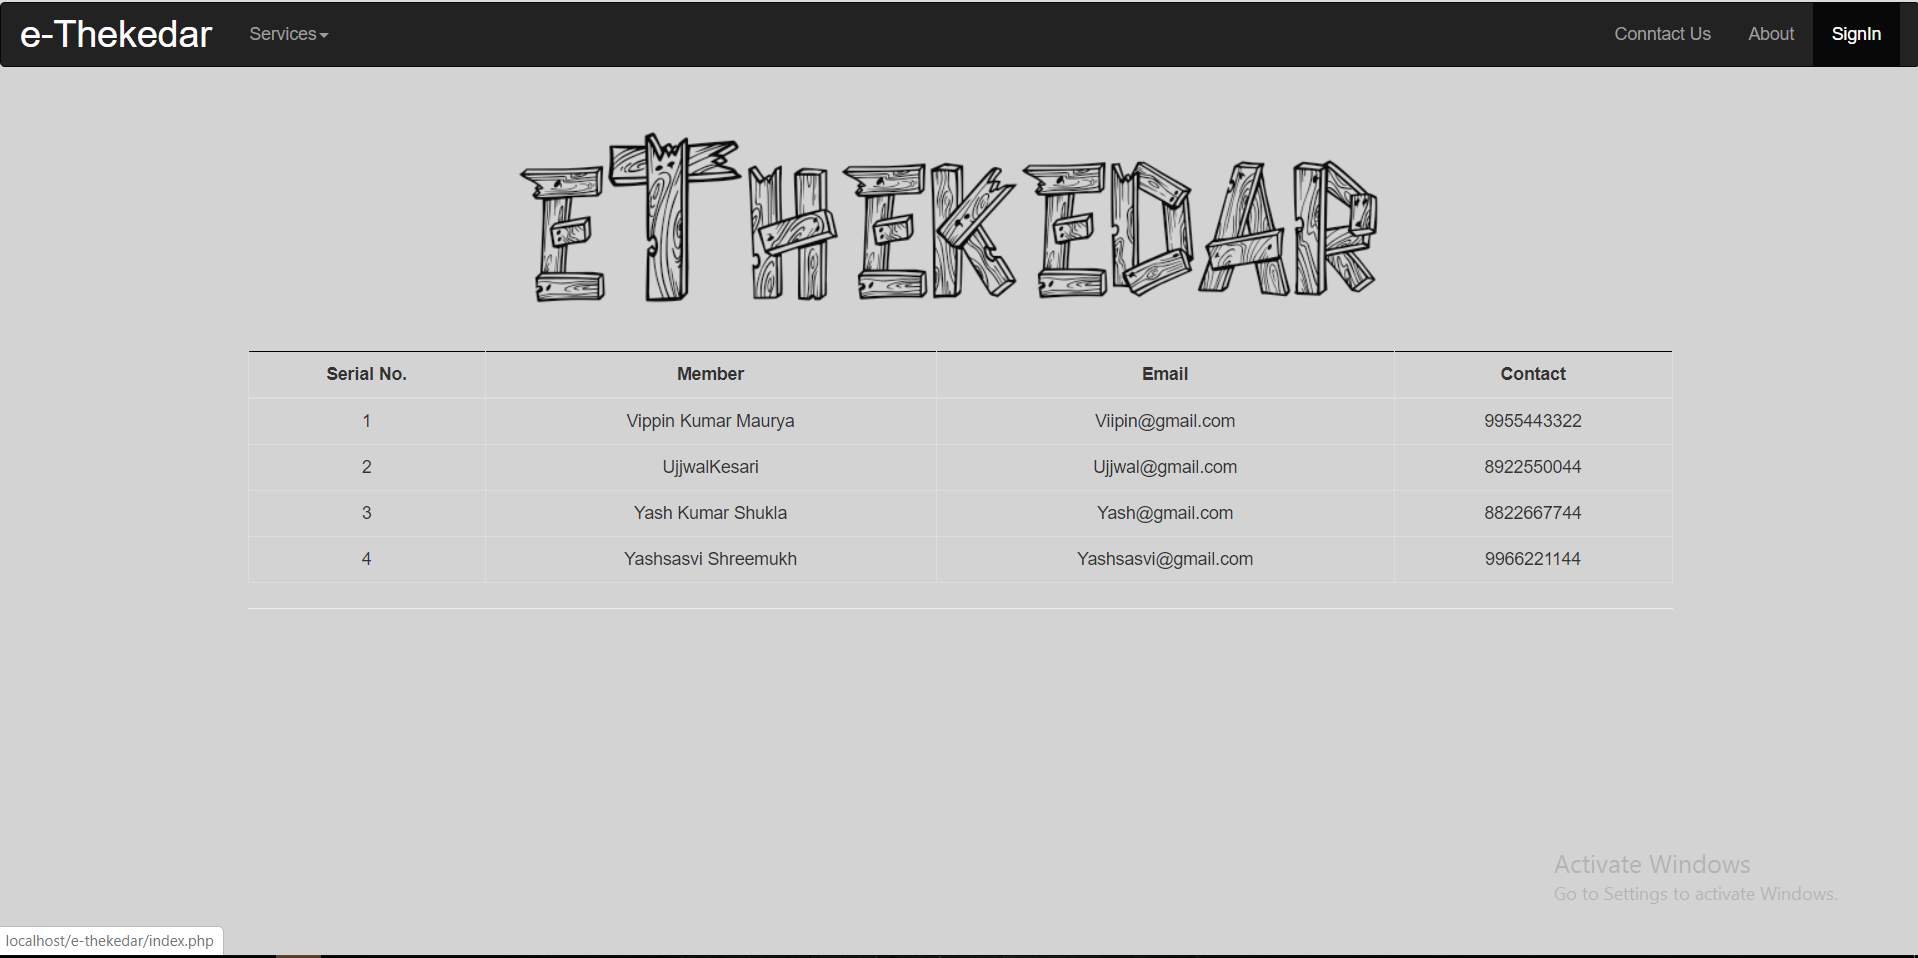 e-Thekedar Services Conntact Us About SignIn
eTHEKEDAR
Serial No. Member Email Contact
1 Vippin Kumar Maurya Viipin@gmail.com 9955443322
2 UjjwalKesari Ujjwal@gmail.com 8922550044
3 Yash Kumar Shukla Yash@gmail.com 8822667744
4 Yashsasvi Shreemukh Yashsasvi@gmail.com 9966221144
Activate Windows
Go to Settings to activate Windows.
localhost/e-thekedar/index.php